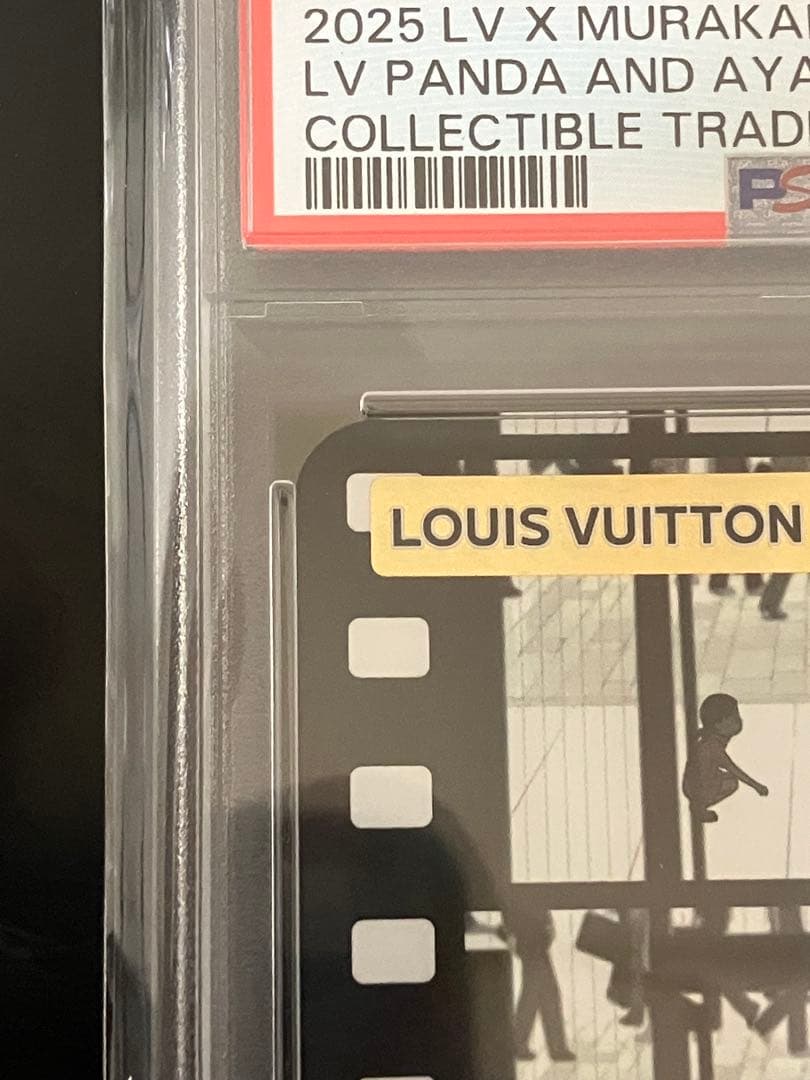 2025 LV X MURAKA
LV PANDA AND AYA
COLLECTIBLE TRAD
PS
LOUIS VUITTON